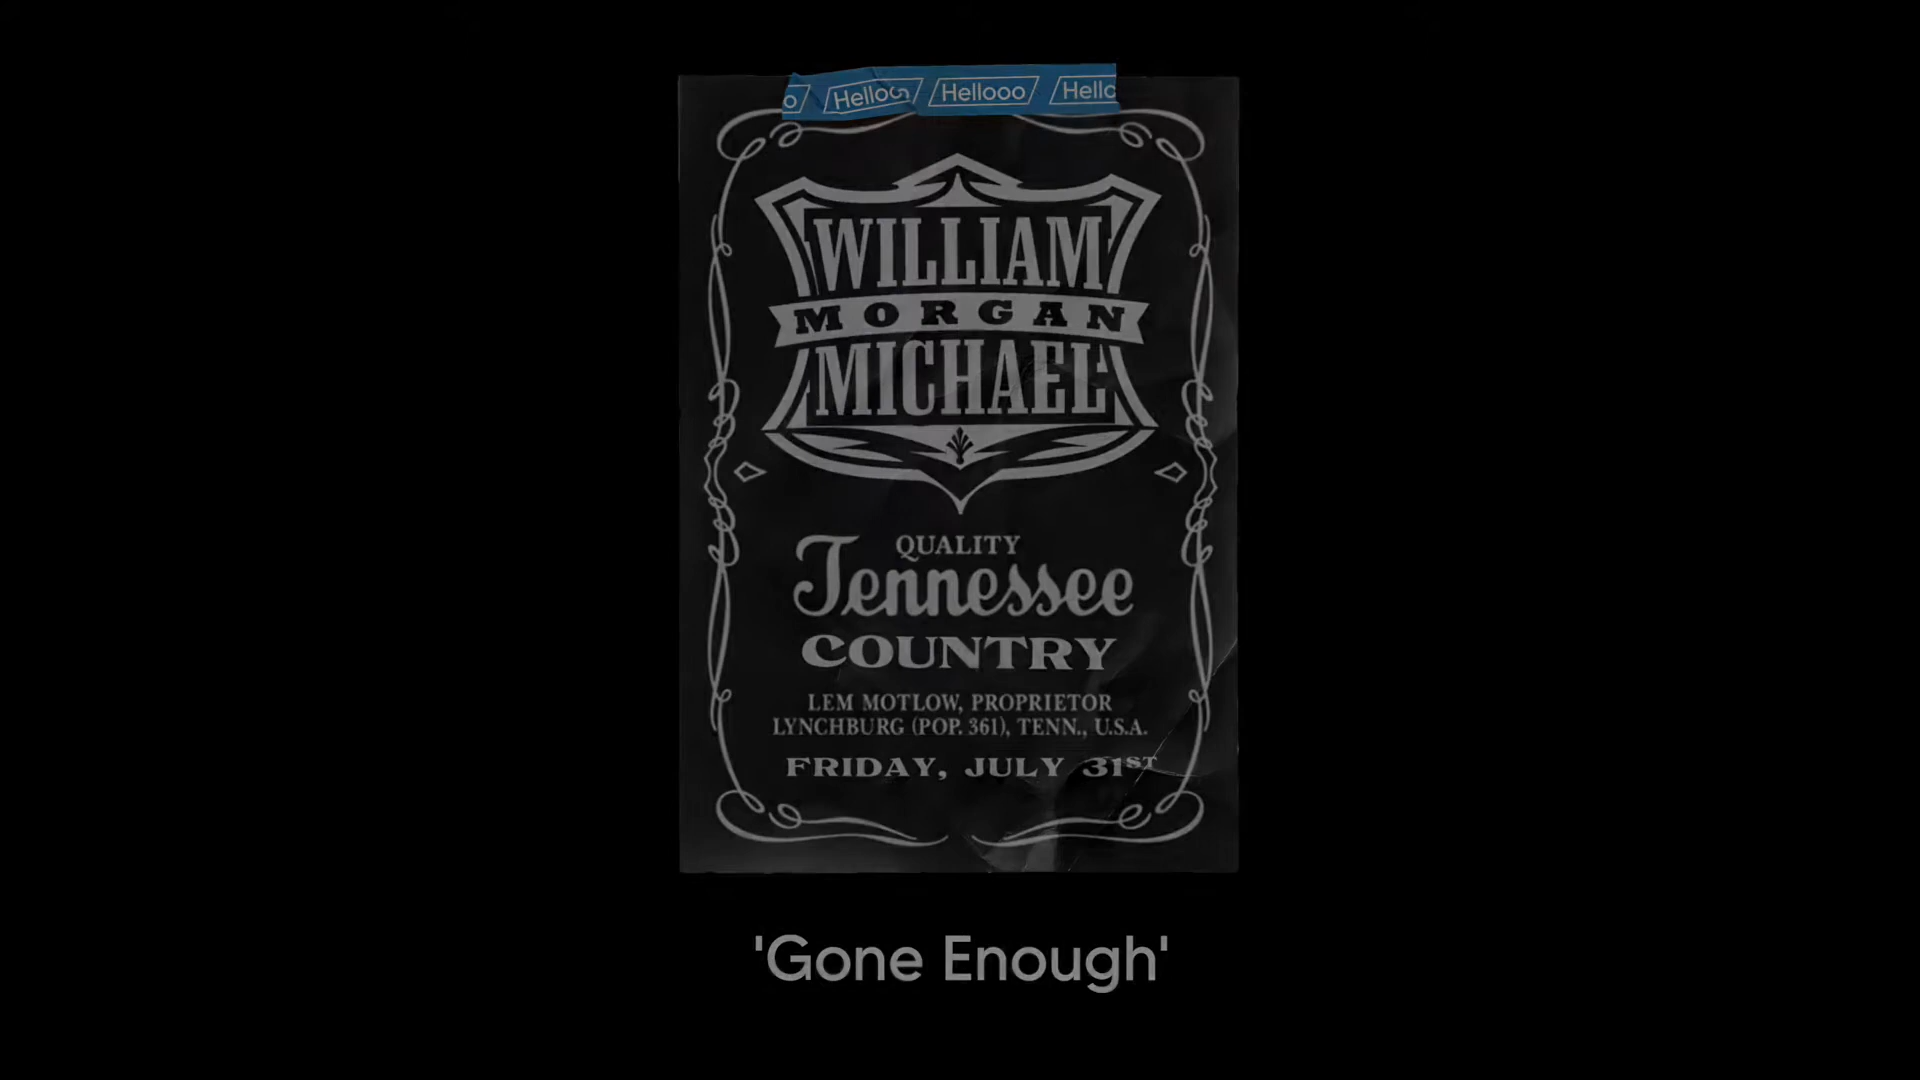 o Helloo Hellooo Hello
WILLIAM
MORGAN
MICHAEL
QUALITY
Tennessee
COUNTRY
LEM MOTLOW, PROPRIETOR
LYNCHBURG (POP. 361), TENN., U.S.A.
FRIDAY, JULY 31ST
'Gone Enough'